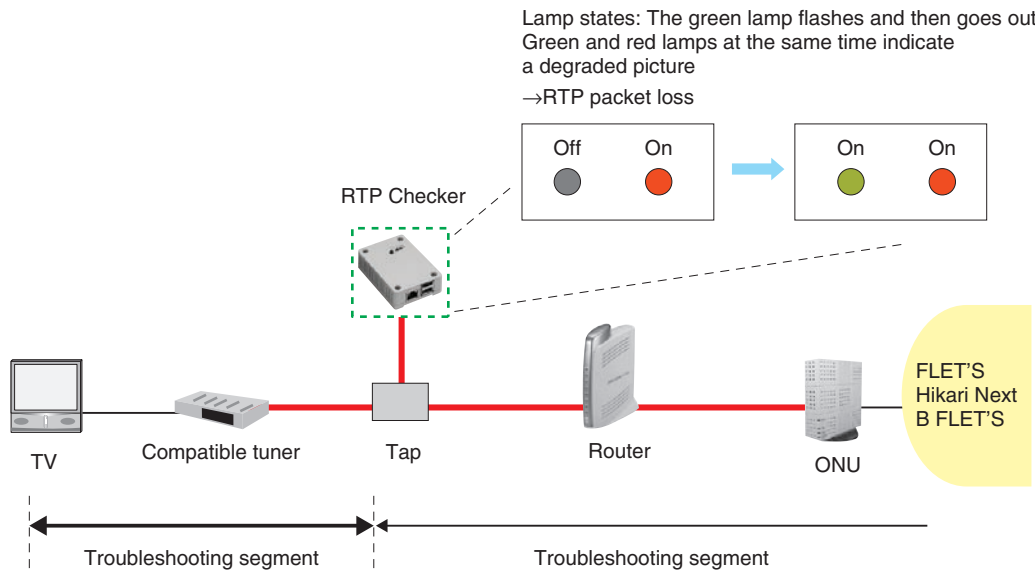 Lamp states: The green lamp flashes and then goes out
Green and red lamps at the same time indicate
a degraded picture
→RTP packet loss
Off
On
On
On
RTP Checker
FLET'S
Hikari Next
B FLET'S
TV
Compatible tuner
Tap
Router
ONU
Troubleshooting segment
Troubleshooting segment